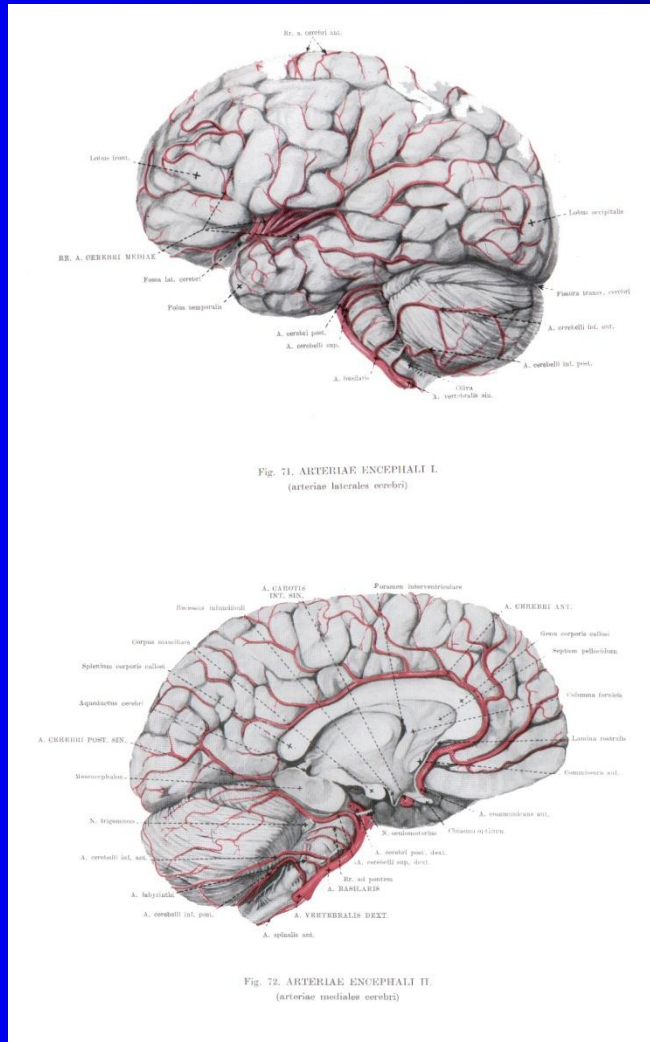 Rr. a. cerebri ant.
Lobus front.
Lobus occipitalis
RR. A. CEREBRI MEDIAE
Fossa lat. cerebri
Fissura transv. cerebri
Polus temporalis
A. cerebelli inf. ant.
A. cerebri post.
A. cerebelli sup.
A. cerebelli inf. post.
A. basilaris
Oliva
A. vertebralis sin.
Fig. 71. ARTERIAE ENCEPHALI I.
(arteriae laterales cerebri)
A. CAROTIS
INT. SIN.
Foramen interventriculare
Recessus infundibuli
A. CEREBRI ANT.
Corpus mamillare
Genu corporis callosi
Septum pellucidum
Splenium corporis callosi
Aquaeductus cerebri
Columna fornicis
A. CEREBRI POST. SIN.
Lamina rostralis
Mesencephalon
Commissura ant.
A. communicans ant.
N. trigeminus
N. oculomotorius
Chiasma opticum
A. cerebelli inf. ant.
A. cerebri post. dext.
A. cerebelli sup. dext.
Rr. ad pontem
A. labyrinthi
A. BASILARIS
A. cerebelli inf. post.
A. VERTEBRALIS DEXT.
A. spinalis ant.
Fig. 72. ARTERIAE ENCEPHALI II.
(arteriae mediales cerebri)